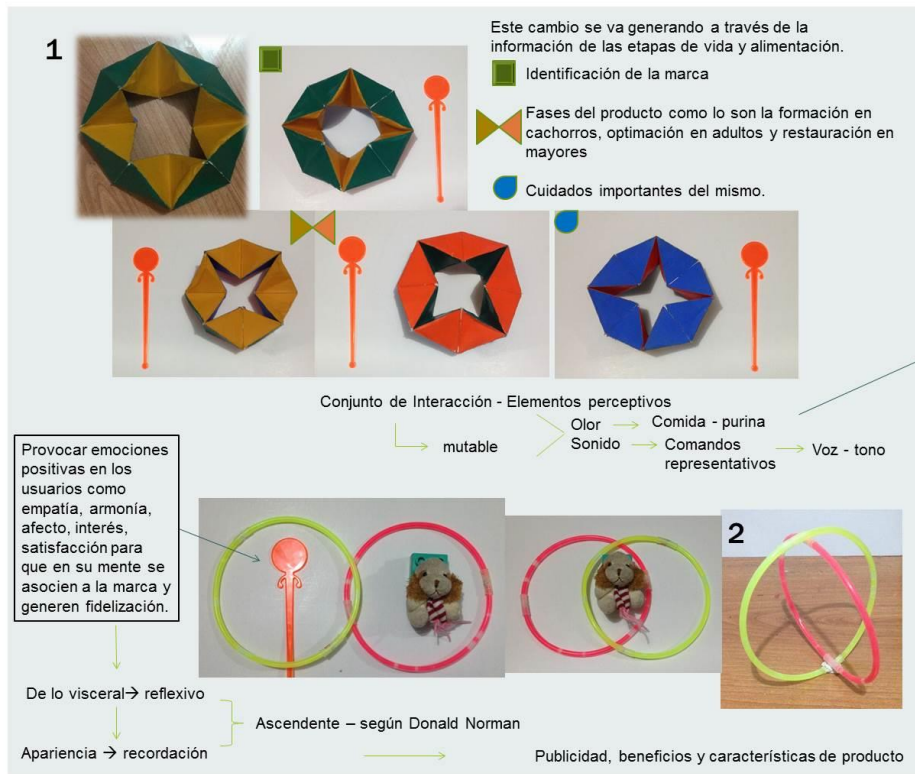 1
Este cambio se va generando a través de la
información de las etapas de vida y alimentación.
Identificación de la marca
Fases del producto como lo son la formación en
cachorros, optimación en adultos y restauración en
mayores
Cuidados importantes del mismo.
Conjunto de Interacción - Elementos perceptivos
mutable
Olor
Sonido
Comida - purina
Comandos
representativos
Voz - tono
Provocar emociones
positivas en los
usuarios como
empatía, armonía,
afecto, interés,
satisfacción para
que en su mente se
asocien a la marca y
generen fidelización.
2
De lo visceral→ reflexivo
Apariencia → recordación
Ascendente – según Donald Norman
Publicidad, beneficios y características de producto